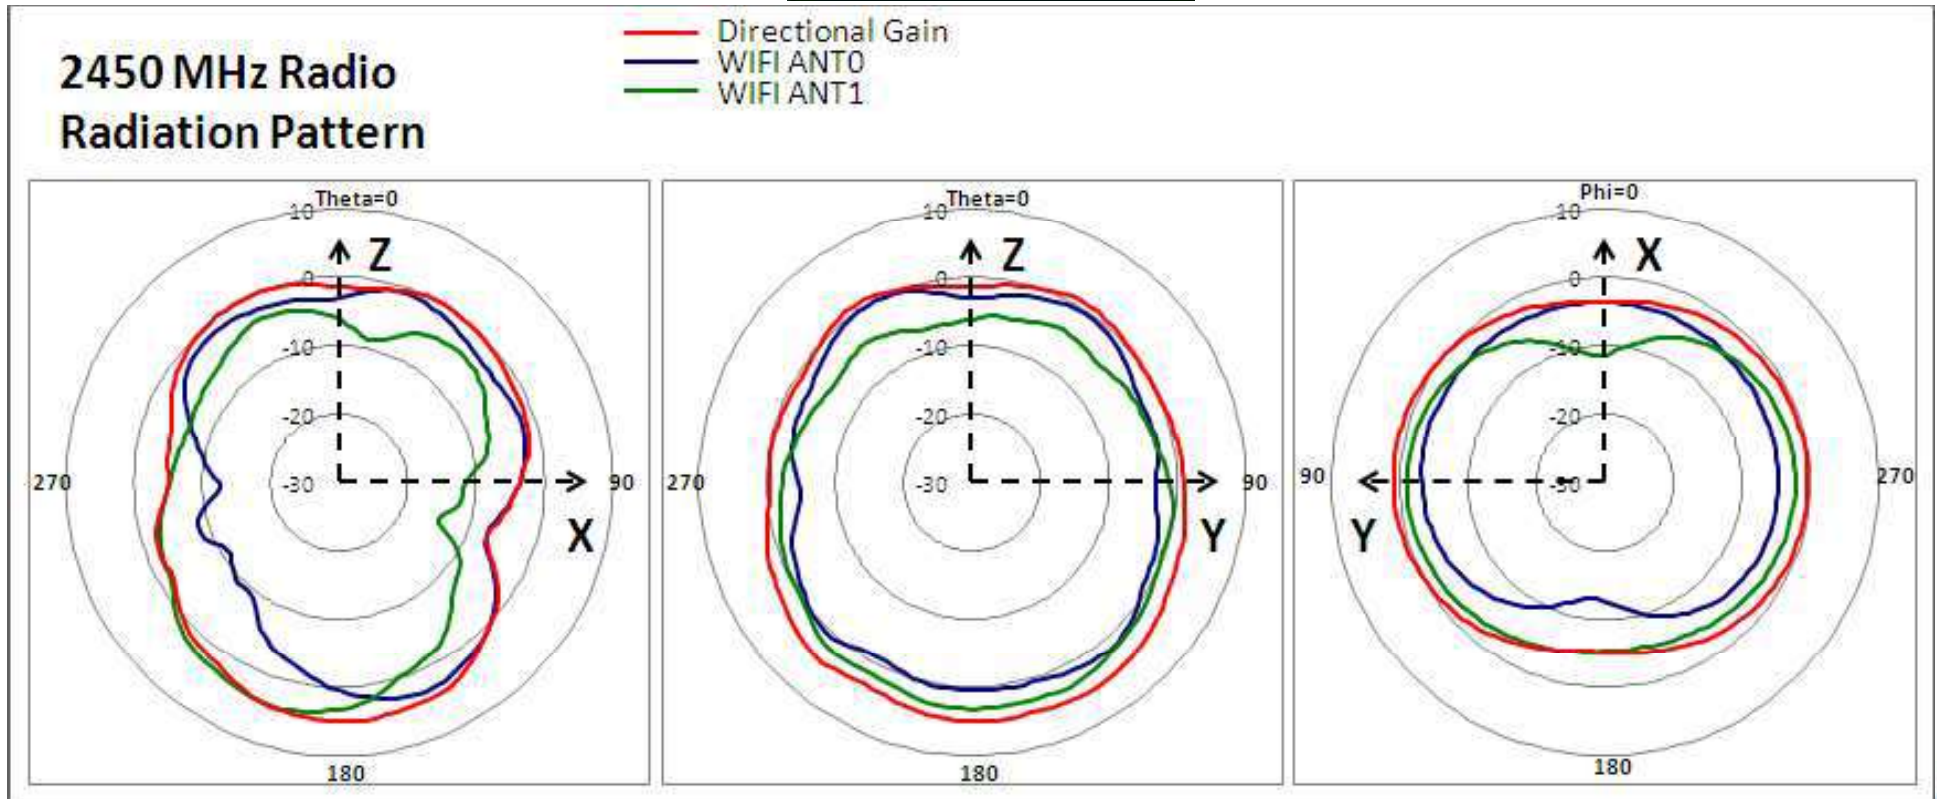 2450 MHz Radio
Radiation Pattern
Directional Gain
WIFI ANT0
WIFI ANT1
Theta=0
10
Z
0
-10
-20
-30
270
90
X
180
Theta=0
10
Z
0
-10
-20
-30
270
90
Y
180
Phi=0
10
X
0
-10
-20
-30
90
270
Y
180